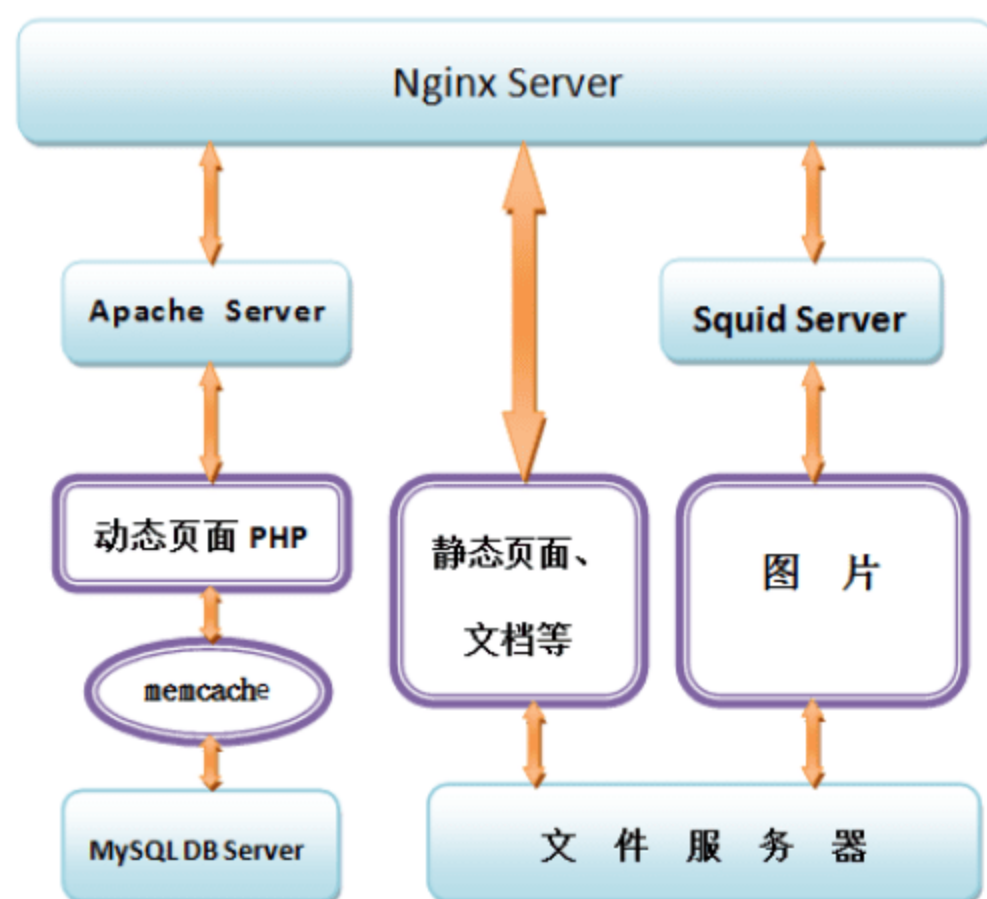 Nginx Server
Apache Server
Squid Server
动态页面 PHP
静态页面、
文档等
图 片
memcache
MySQL DB Server
文 件 服 务 器